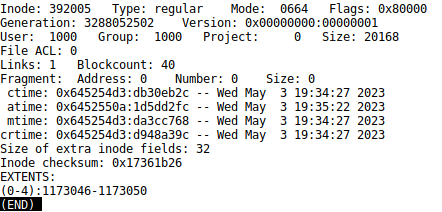 Inode: 392005   Type: regular    Mode:  0664   Flags: 0x80000
Generation: 3288052502    Version: 0x00000000:00000001
User:  1000   Group:  1000   Project:     0   Size: 20168
File ACL: 0
Links: 1   Blockcount: 40
Fragment:  Address: 0    Number: 0    Size: 0
 ctime: 0x645254d3:db30eb2c -- Wed May  3 19:34:27 2023
 atime: 0x6452550a:1d5dd2fc -- Wed May  3 19:35:22 2023
 mtime: 0x645254d3:da3cc768 -- Wed May  3 19:34:27 2023
crtime: 0x645254d3:d948a39c -- Wed May  3 19:34:27 2023
Size of extra inode fields: 32
Inode checksum: 0x17361b26
EXTENTS:
(0-4):1173046-1173050
(END)